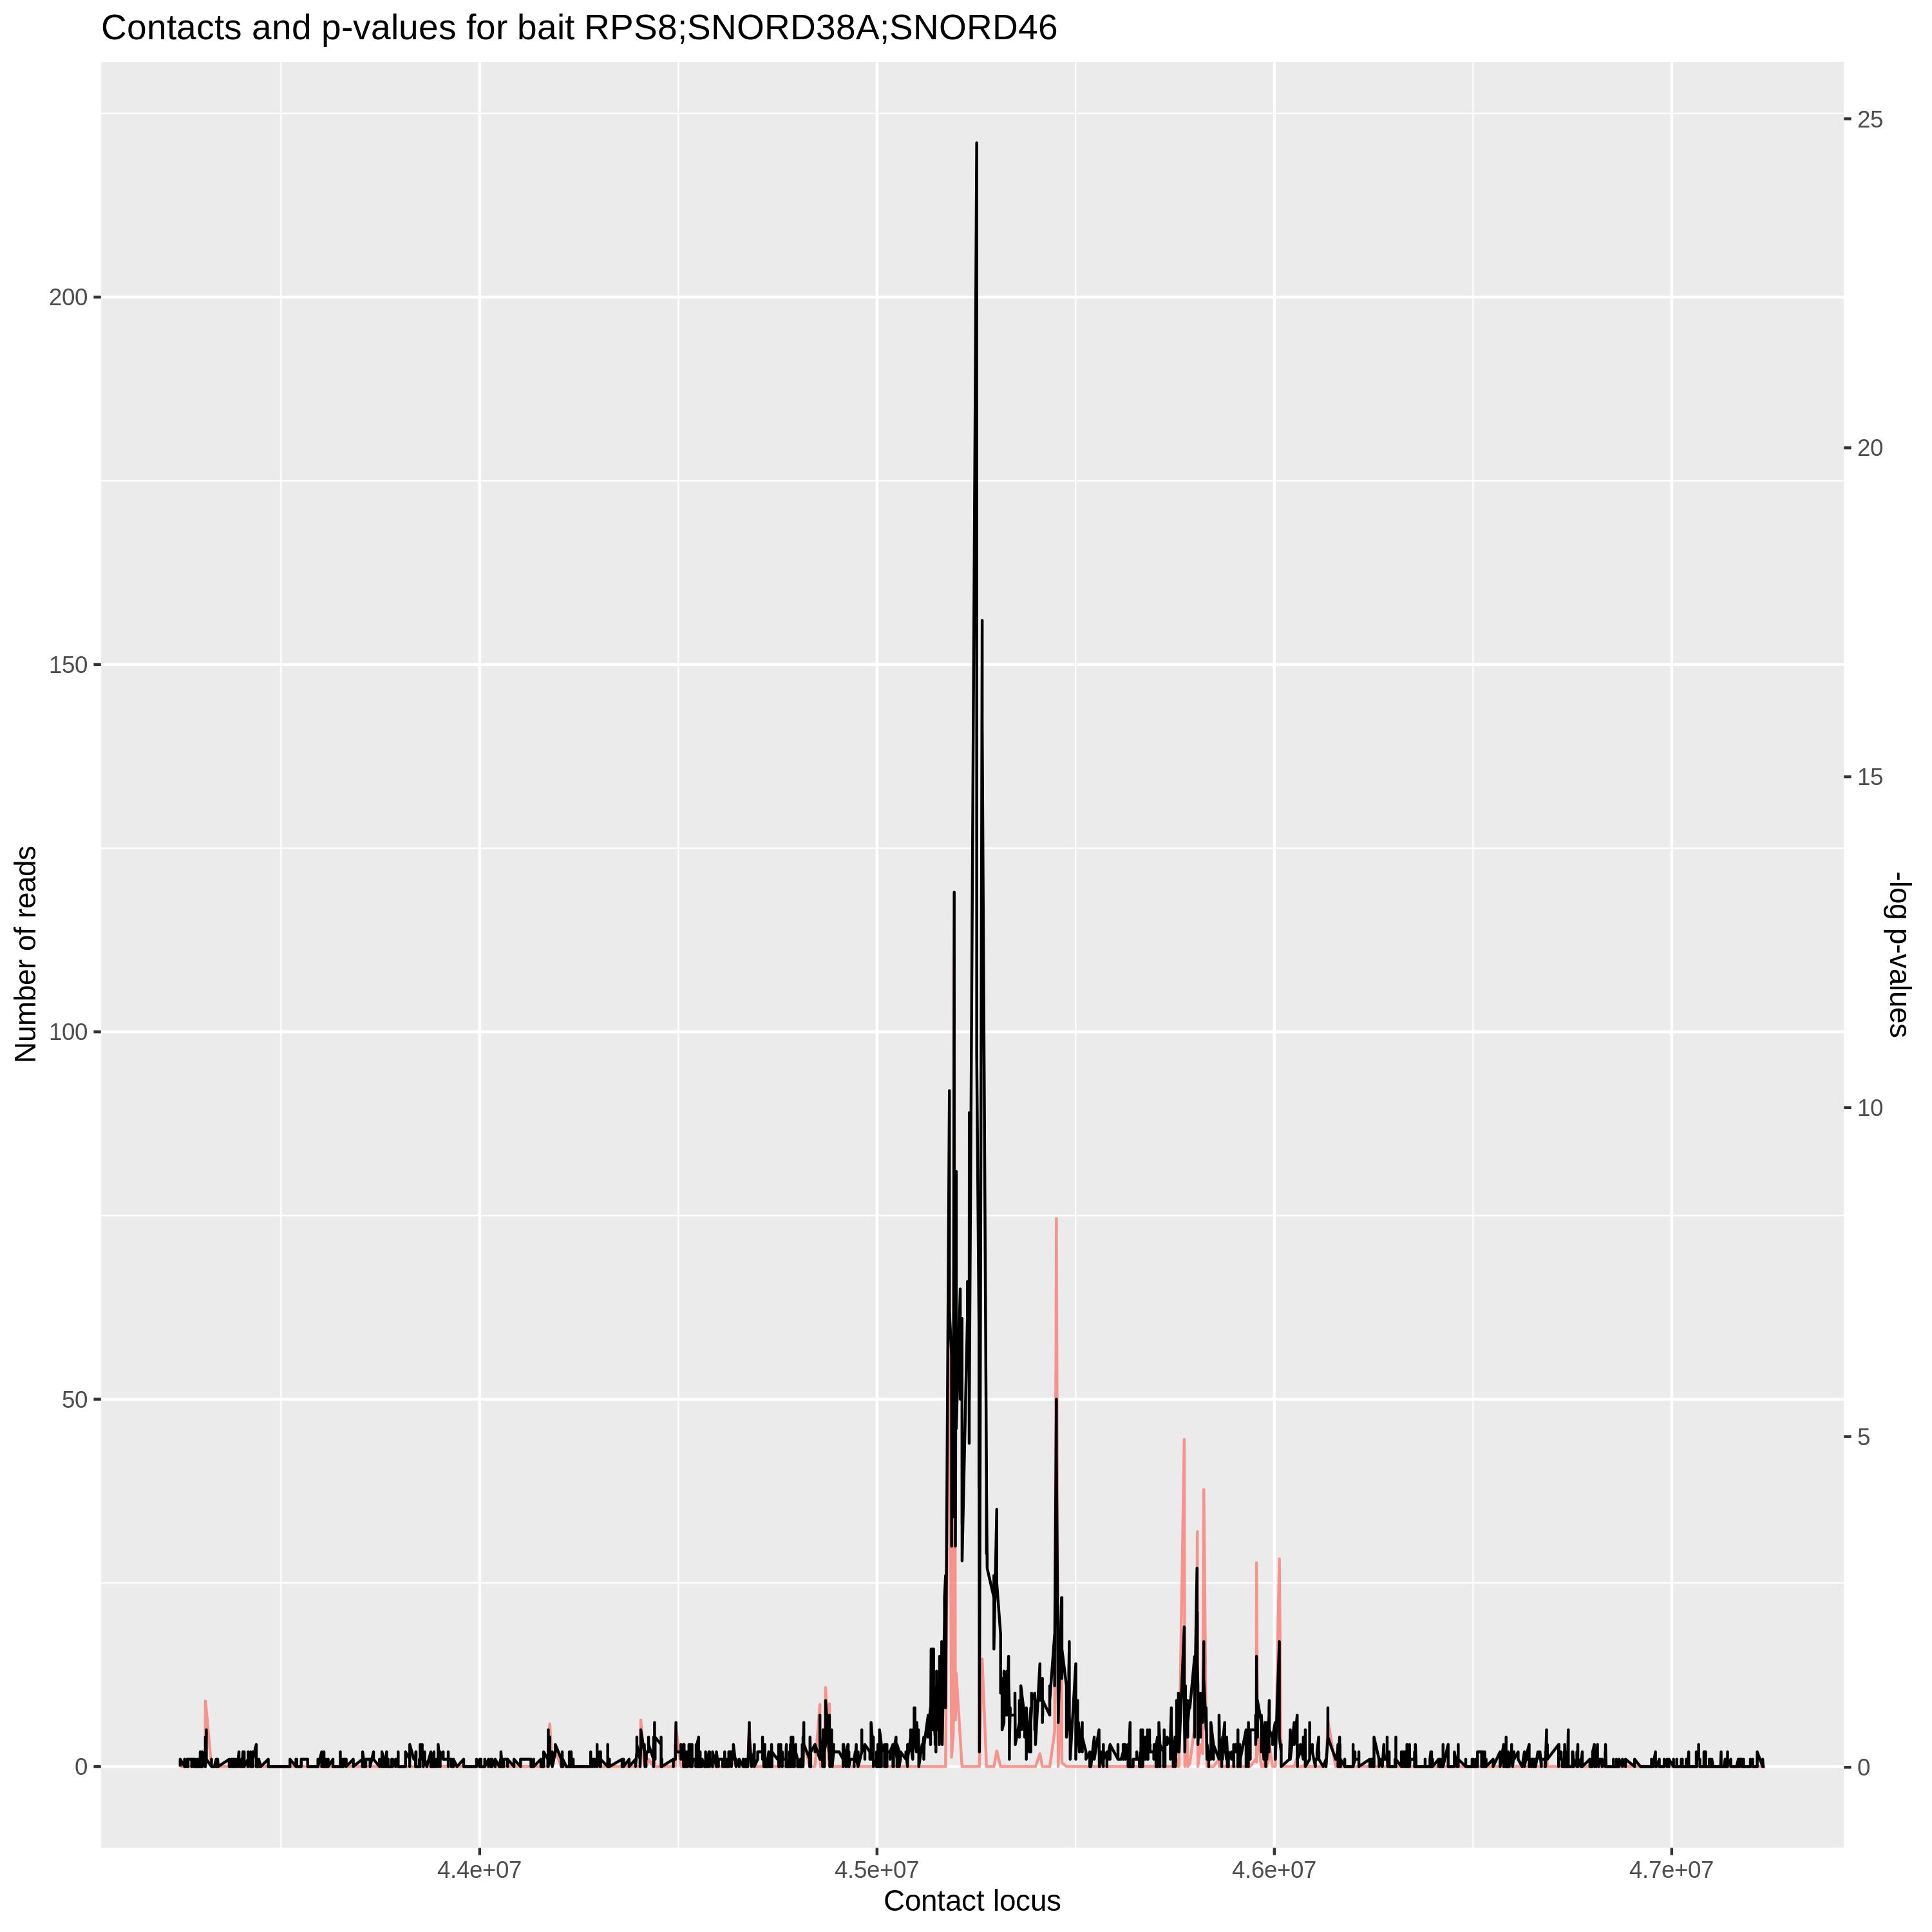 Contacts and p-values for bait RPS8;SNORD38A;SNORD46
Number of reads
200
150
100
50
0
25
20
15
10
5
0
-log p-values
4.4e+07 4.5e+07 4.6e+07 4.7e+07
Contact locus